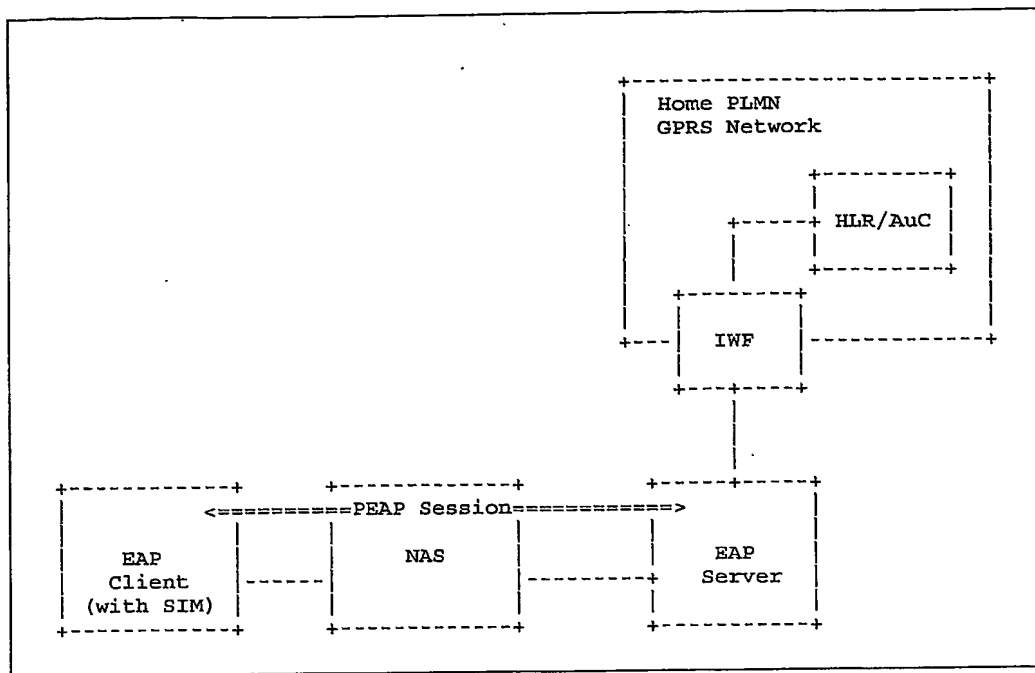 Home PLMN
GPRS Network
HLR/AuC
IWF
<==========PEAP Session============>
EAP
Client
(with SIM)
NAS
EAP
Server